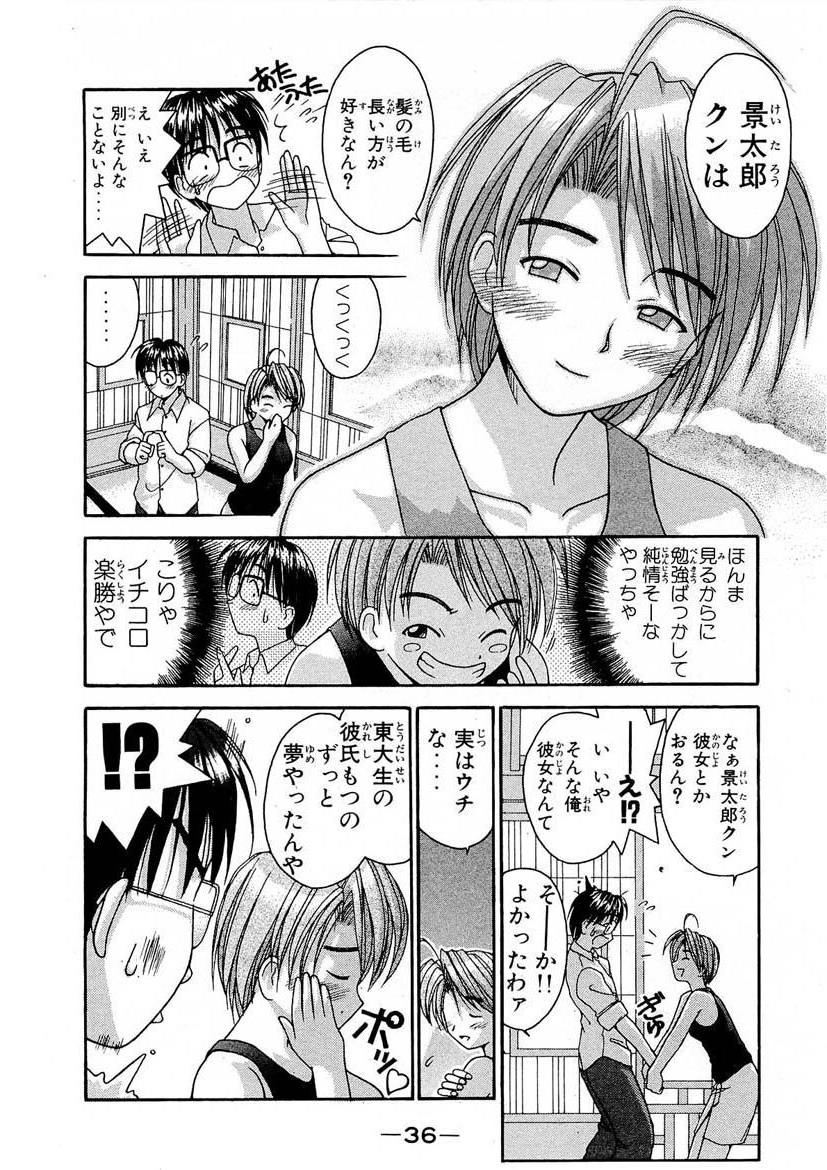 景太郎
クンは
髪の毛
長い方が
好きなん？
あた
ふた
え いえ
別にそんな
ことないよ‥‥
くっくっく
‥‥‥
ほんま
見るからに
勉強ばっかして
純情そーな
やっちゃ
こりゃ
イチコロ
楽勝やで
なぁ景太郎クン
彼女とか
おるん？
──え!?
い いや
そんな俺
彼女なんて
そ──か!!
よかったわァ
ぎゅ
実はウチ
な‥‥
東大生の
彼氏もつの
ずっと
夢やったんや
ポッ♡
!?
—36—